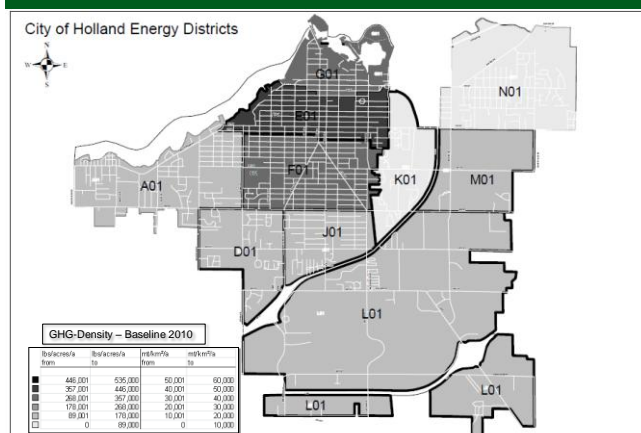 City of Holland Energy Districts
N
W E
S
G01
N01
E01
F01
K01
M01
A01
J01
D01
L01
L01
L01
GHG-Density – Baseline 2010
lbs/acres/a lbs/acres/a mt/km²/a mt/km²/a
from to from to
446,001 535,000 50,001 60,000
357,001 446,000 40,001 50,000
268,001 357,000 30,001 40,000
178,001 268,000 20,001 30,000
89,001 178,000 10,001 20,000
0 89,000 0 10,000